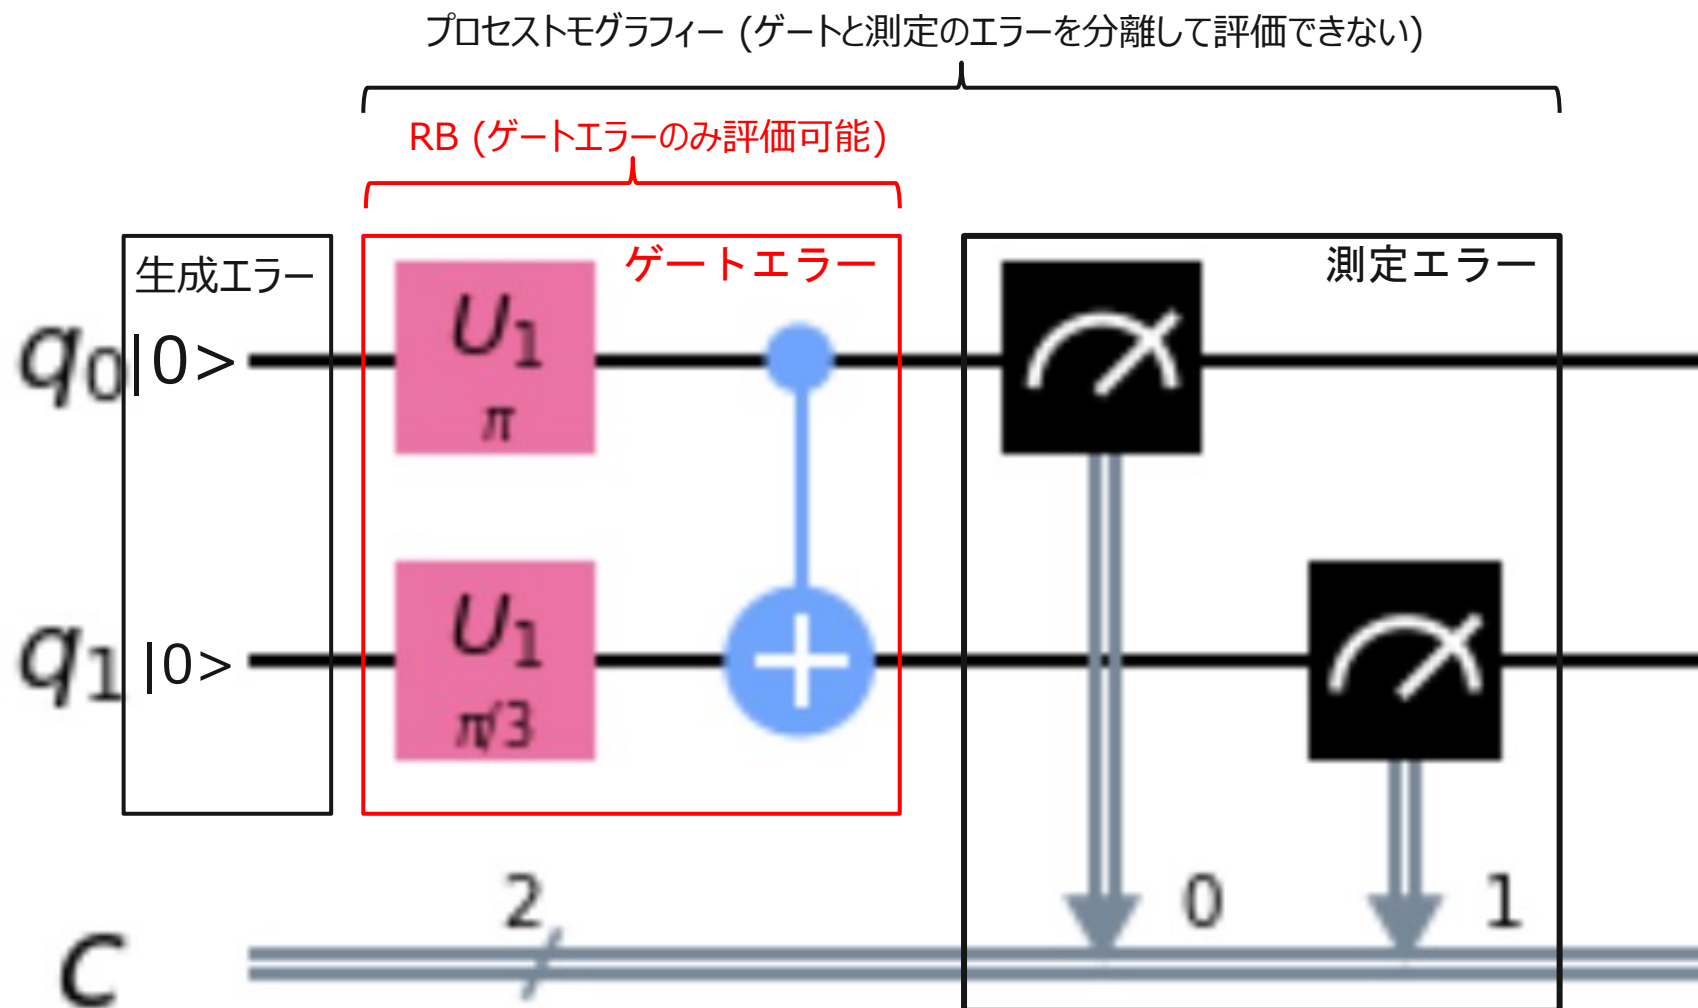 プロセストモグラフィー (ゲートと測定のエラーを分離して評価できない)
RB (ゲートエラーのみ評価可能)
生成エラー
ゲートエラー
測定エラー
q0 |0>
U1
π
q1 |0>
U1
π/3
2
0
1
c